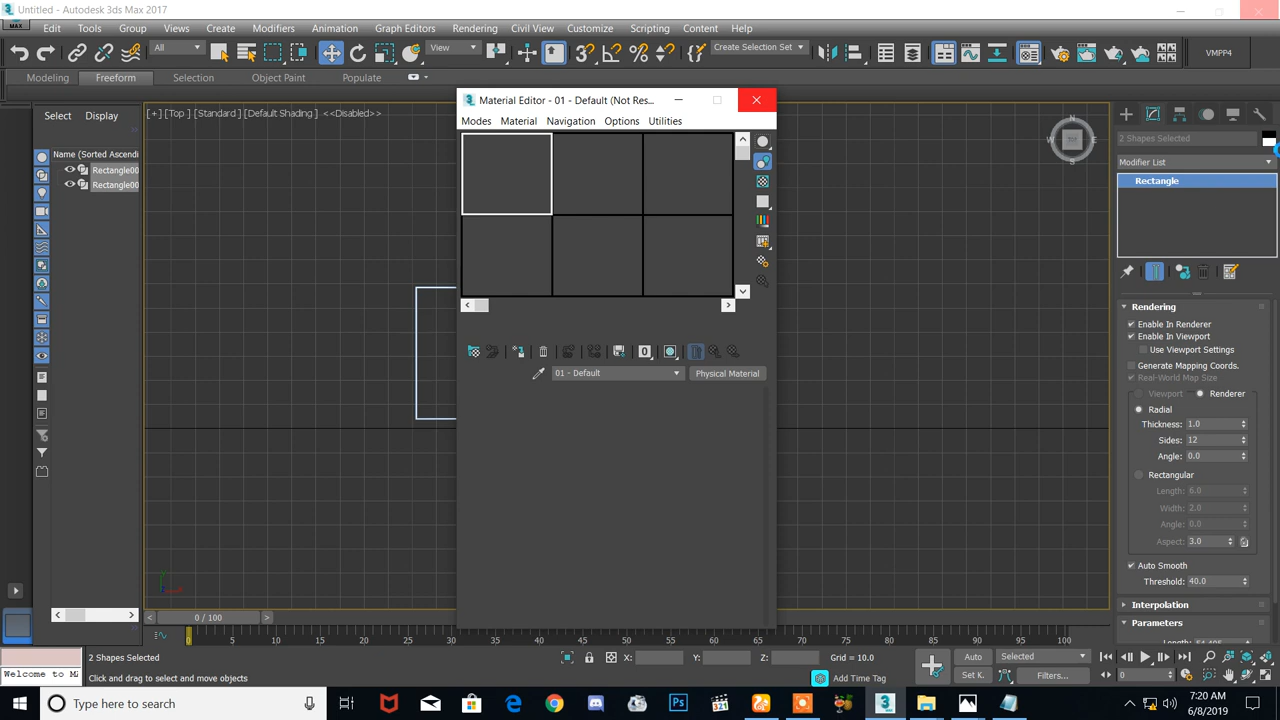 Untitled - Autodesk 3ds Max 2017
MAX
Edit Tools Group Views Create Modifiers Animation Graph Editors Rendering Civil View Customize Scripting Content Help
All
View
Create Selection Set
VMPP4
Modeling Freeform Selection Object Paint Populate
Select Display
Name (Sorted Ascendi
Rectangle00
Rectangle00
[+] [Top ] [Standard ] [Default Shading ] <<Disabled>>
N
W
E
S
Material Editor - 01 - Default (Not Res...
Modes Material Navigation Options Utilities
0
01 - Default
Physical Material
2 Shapes Selected
Modifier List
Rectangle
Rendering
Enable In Renderer
Enable In Viewport
Use Viewport Settings
Generate Mapping Coords.
Real-World Map Size
Viewport Renderer
Radial
Thickness: 1.0
Sides: 12
Angle: 0.0
Rectangular
Length: 6.0
Width: 2.0
Angle: 0.0
Aspect: 3.0
Auto Smooth
Threshold: 40.0
Interpolation
Parameters
0 / 100
0 5 10 15 20 25 30 35 40 45 50 55 60 65 70 75 80 85 90 95 100
Welcome to M
2 Shapes Selected
Click and drag to select and move objects
X: Y: Z: Grid = 10.0
Add Time Tag
Auto Selected
Set K. Filters...
0
Type here to search
Ps
321
3
7:20 AM
6/8/2019